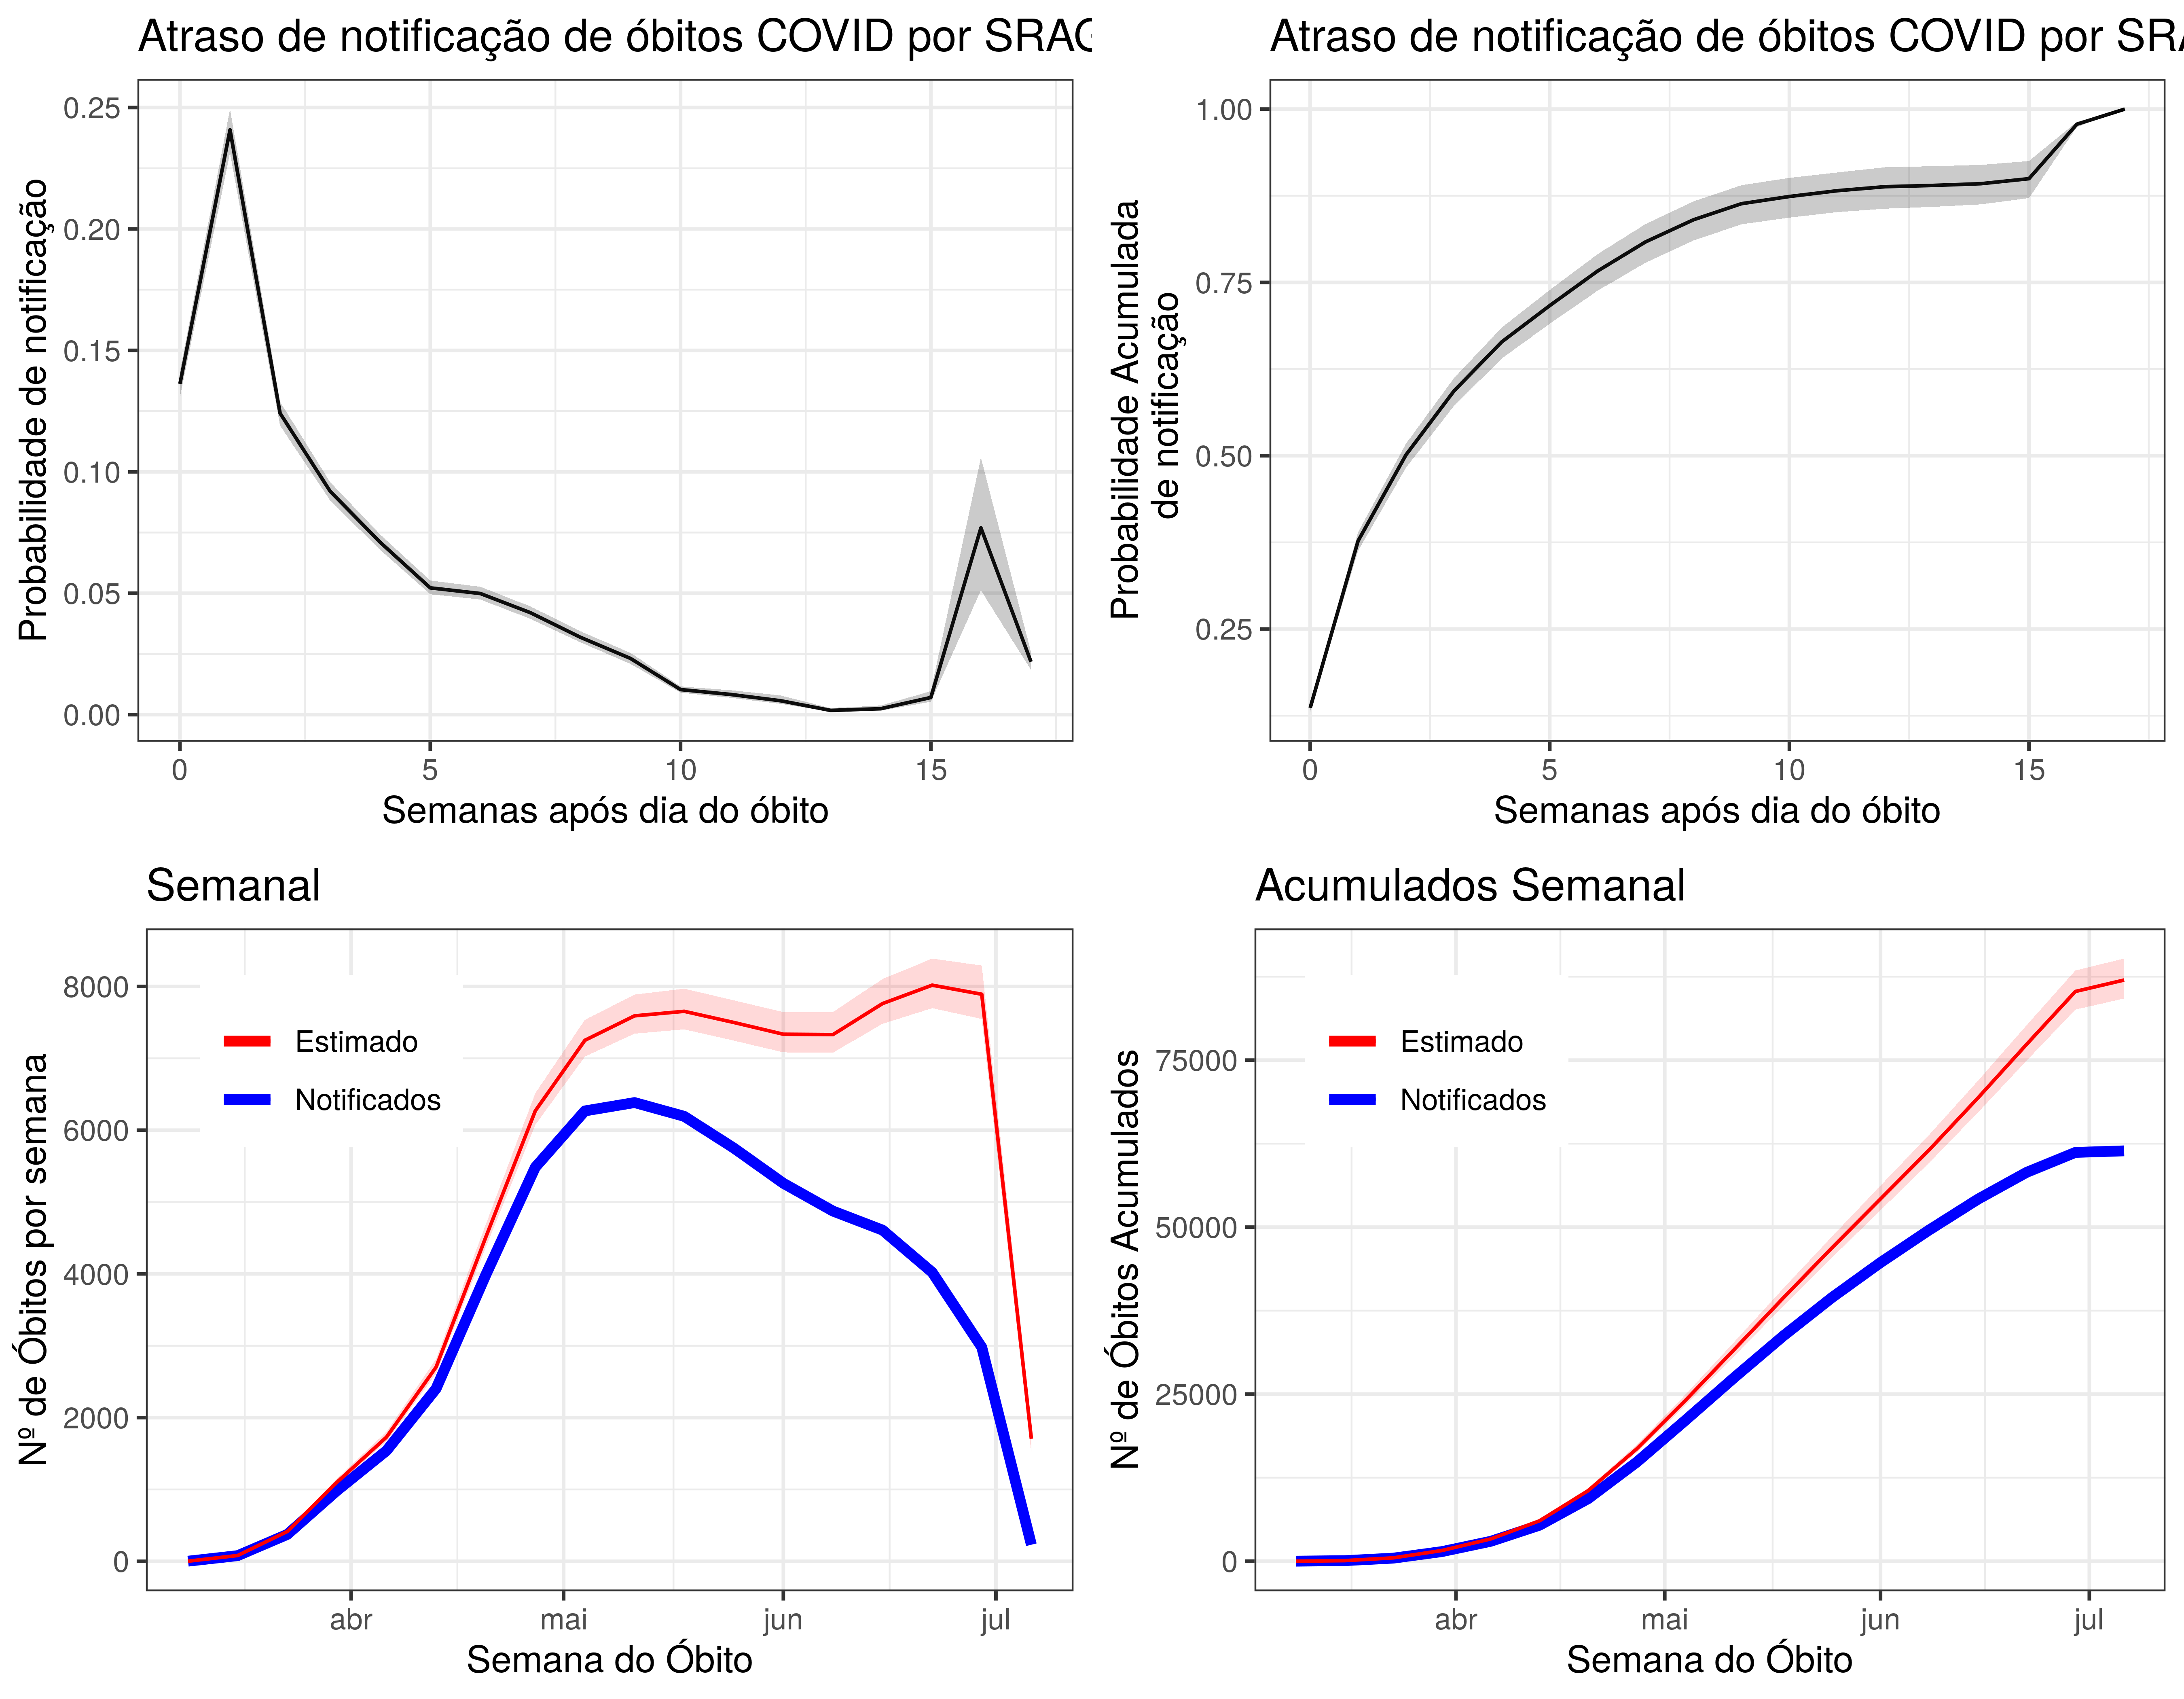 Atraso de notificação de óbitos COVID por SRAG
Probabilidade de notificação
0.25
0.20
0.15
0.10
0.05
0.00
0 5 10 15
Semanas após dia do óbito
Atraso de notificação de óbitos COVID por SRA
Probabilidade Acumulada
de notificação
1.00
0.75
0.50
0.25
0 5 10 15
Semanas após dia do óbito
Semanal
Nº de Óbitos por semana
8000
6000
4000
2000
0
Estimado
Notificados
abr mai jun jul
Semana do Óbito
Acumulados Semanal
Nº de Óbitos Acumulados
75000
50000
25000
0
Estimado
Notificados
abr mai jun jul
Semana do Óbito